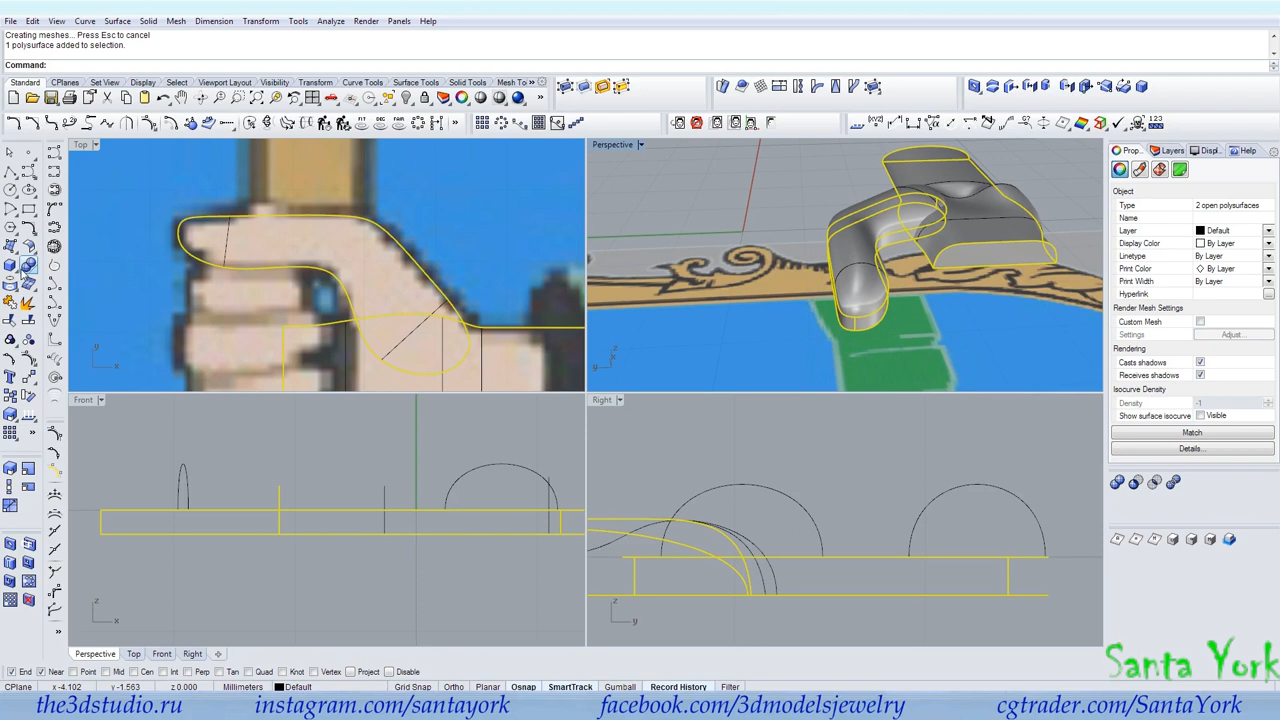 File Edit View Curve Surface Solid Mesh Dimension Transform Tools Analyze Render Panels Help
Creating meshes... Press Esc to cancel
1 polysurface added to selection.
Command:
Standard CPlanes Set View Display Select Viewport Layout Visibility Transform Curve Tools Surface Tools Solid Tools Mesh To »
Top
Perspective
Prop... Layers Displ... Help
Object
Type 2 open polysurfaces
Name
Layer Default
Display Color By Layer
Linetype By Layer
Print Color By Layer
Print Width By Layer
Hyperlink ...
Render Mesh Settings
Custom Mesh
Settings Adjust...
Rendering
Casts shadows
Receives shadows
Isocurve Density
Density -1
Show surface isocurve Visible
Match
Details...
y
x
z
y
x
Front
Right
z
x
z
y
Perspective Top Front Right
End Near Point Mid Cen Int Perp Tan Quad Knot Vertex Project Disable
CPlane x -4.102 y -1.563 z 0.000 Millimeters Default Grid Snap Ortho Planar Osnap SmartTrack Gumball Record History Filter
Santa York
the3dstudio.ru instagram.com/santayork facebook.com/3dmodelsjewelry cgtrader.com/SantaYork